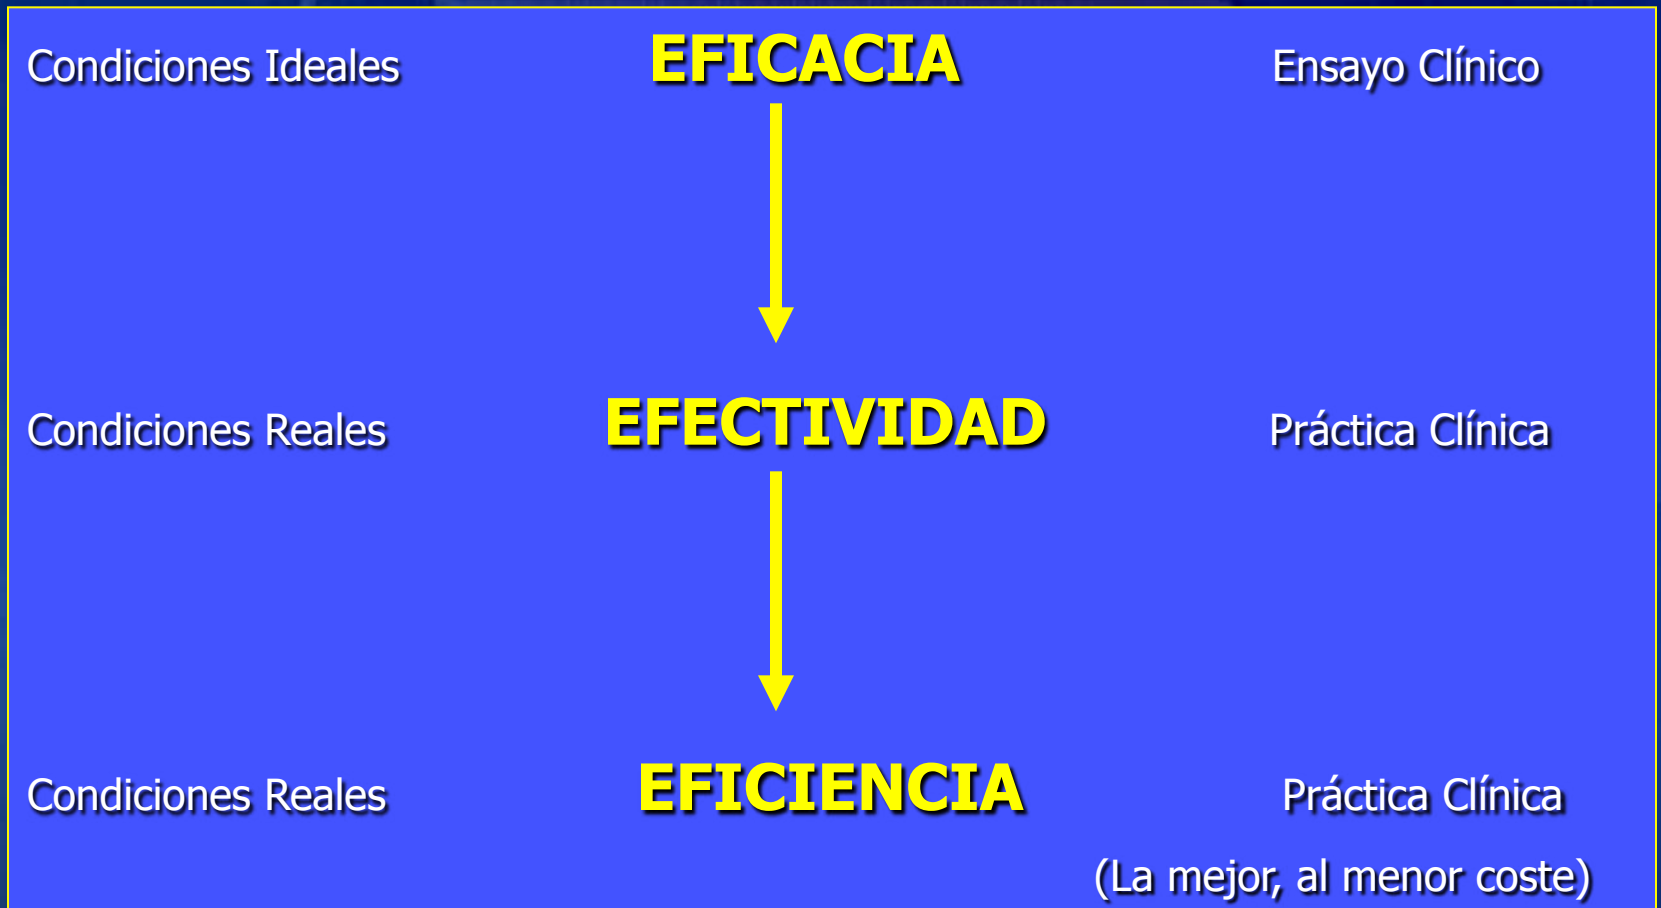 Condiciones Ideales EFICACIA Ensayo Clínico
Condiciones Reales EFECTIVIDAD Práctica Clínica
Condiciones Reales EFICIENCIA Práctica Clínica
(La mejor, al menor coste)